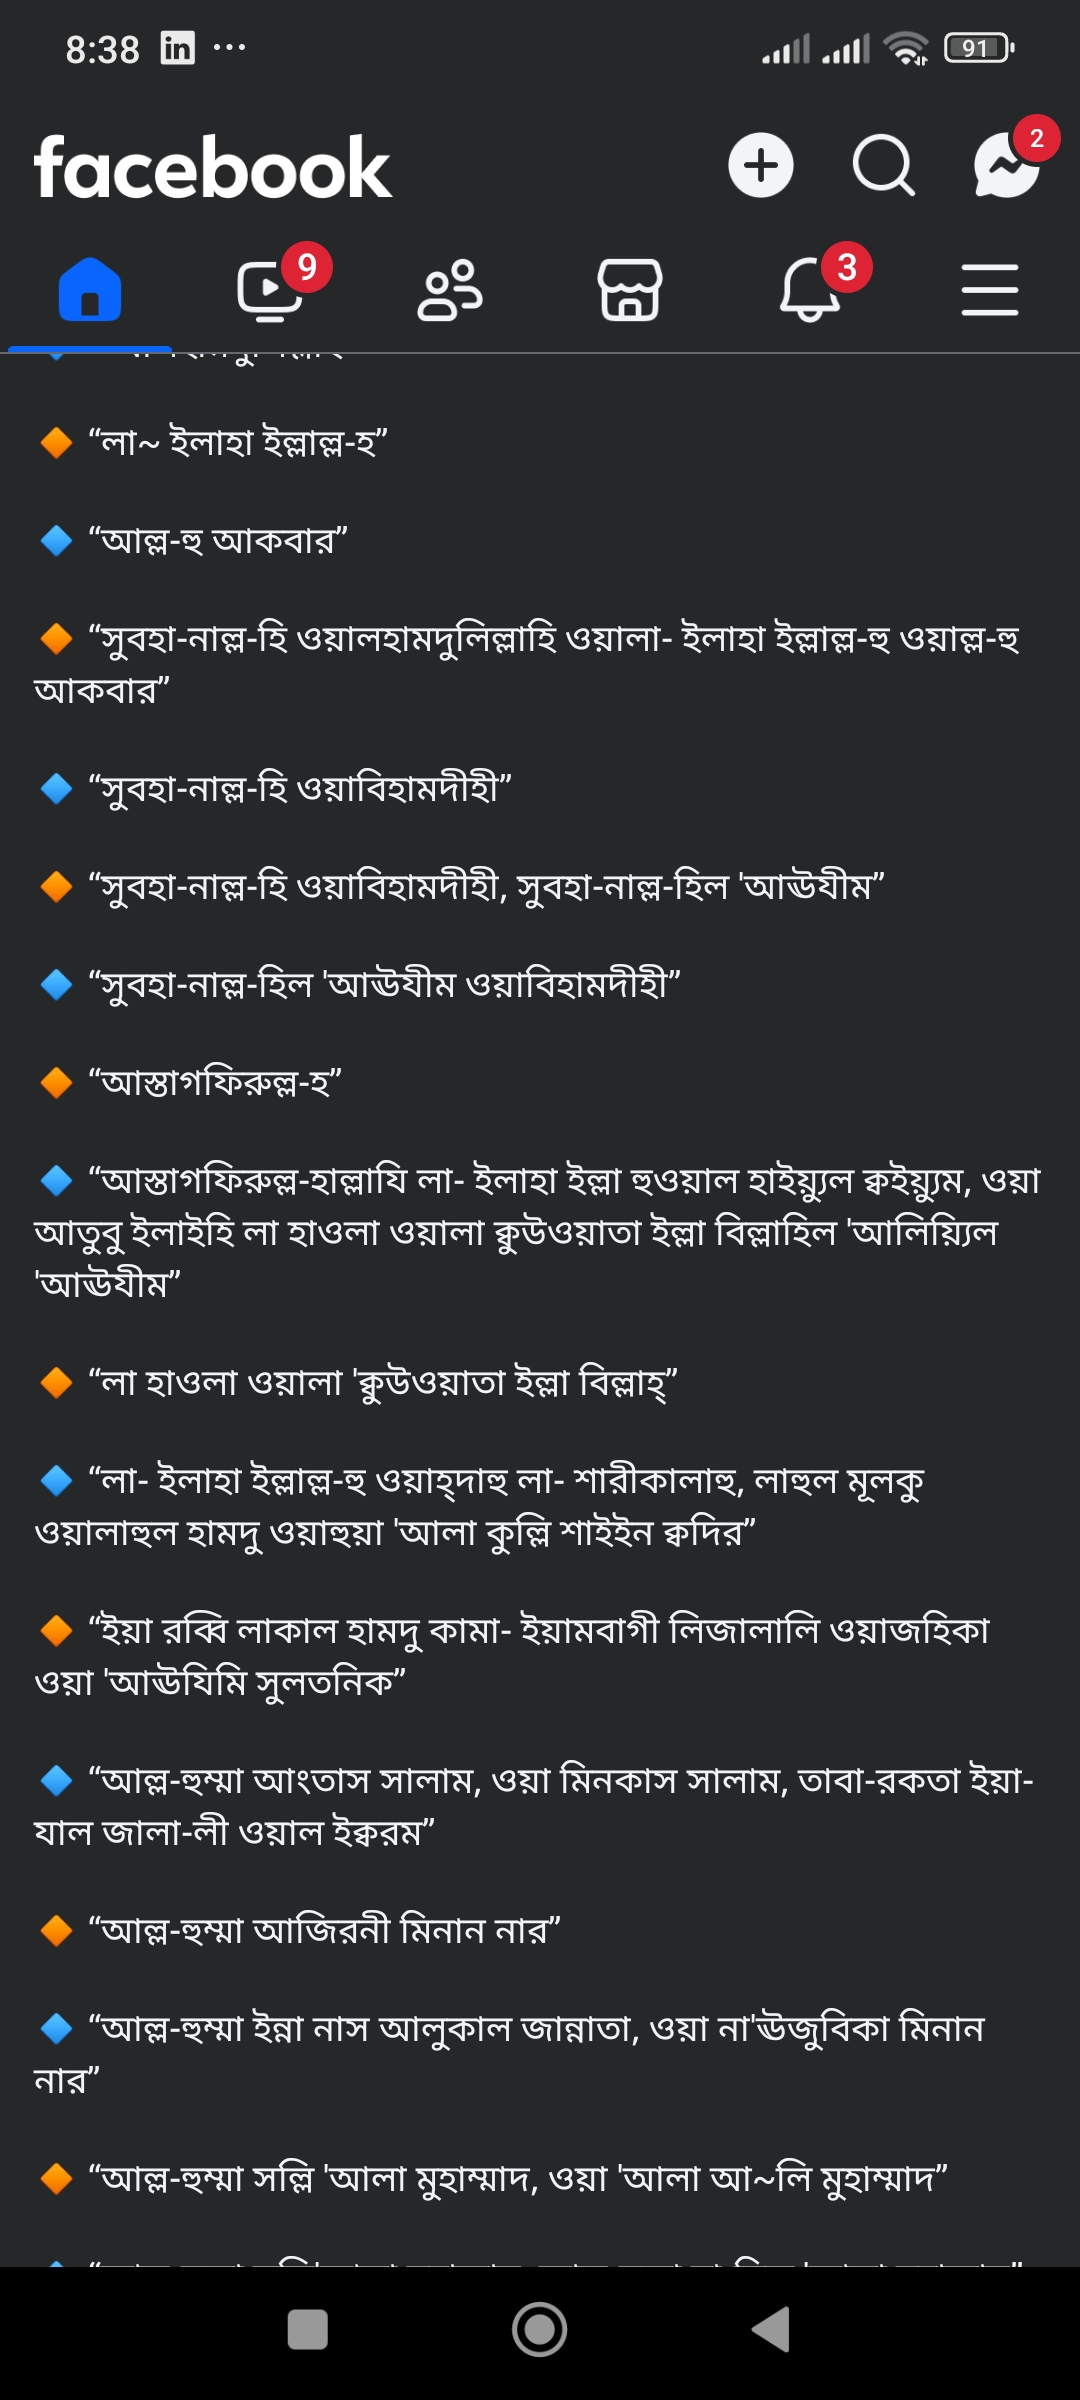 8:38
91
facebook
2
9
3
“লা~ ইলাহা ইল্লাল্ল-হ”
“আল্ল-হু আকবার”
“সুবহা-নাল্ল-হি ওয়ালহামদুলিল্লাহি ওয়ালা- ইলাহা ইল্লাল্ল-হু ওয়াল্ল-হু
আকবার”
“সুবহা-নাল্ল-হি ওয়াবিহামদীহী”
“সুবহা-নাল্ল-হি ওয়াবিহামদীহী, সুবহা-নাল্ল-হিল 'আঊযীম”
“সুবহা-নাল্ল-হিল 'আঊযীম ওয়াবিহামদীহী”
“আস্তাগফিরুল্ল-হ”
“আস্তাগফিরুল্ল-হাল্লাযি লা- ইলাহা ইল্লা হুওয়াল হাইয়্যুল ক্বইয়্যুম, ওয়া
আতুবু ইলাইহি লা হাওলা ওয়ালা ক্বুউওয়াতা ইল্লা বিল্লাহিল 'আলিয়্যিল
'আঊযীম”
“লা হাওলা ওয়ালা 'ক্বুউওয়াতা ইল্লা বিল্লাহ্”
“লা- ইলাহা ইল্লাল্ল-হু ওয়াহ্দাহু লা- শারীকালাহু, লাহুল মূলকু
ওয়ালাহুল হামদু ওয়াহুয়া 'আলা কুল্লি শাইইন ক্বদির”
“ইয়া রব্বি লাকাল হামদু কামা- ইয়ামবাগী লিজালালি ওয়াজহিকা
ওয়া 'আঊযিমি সুলতনিক”
“আল্ল-হুম্মা আংতাস সালাম, ওয়া মিনকাস সালাম, তাবা-রকতা ইয়া-
যাল জালা-লী ওয়াল ইক্বরম”
“আল্ল-হুম্মা আজিরনী মিনান নার”
“আল্ল-হুম্মা ইন্না নাস আলুকাল জান্নাতা, ওয়া না'ঊজুবিকা মিনান
নার”
“আল্ল-হুম্মা সল্লি 'আলা মুহাম্মাদ, ওয়া 'আলা আ~লি মুহাম্মাদ”